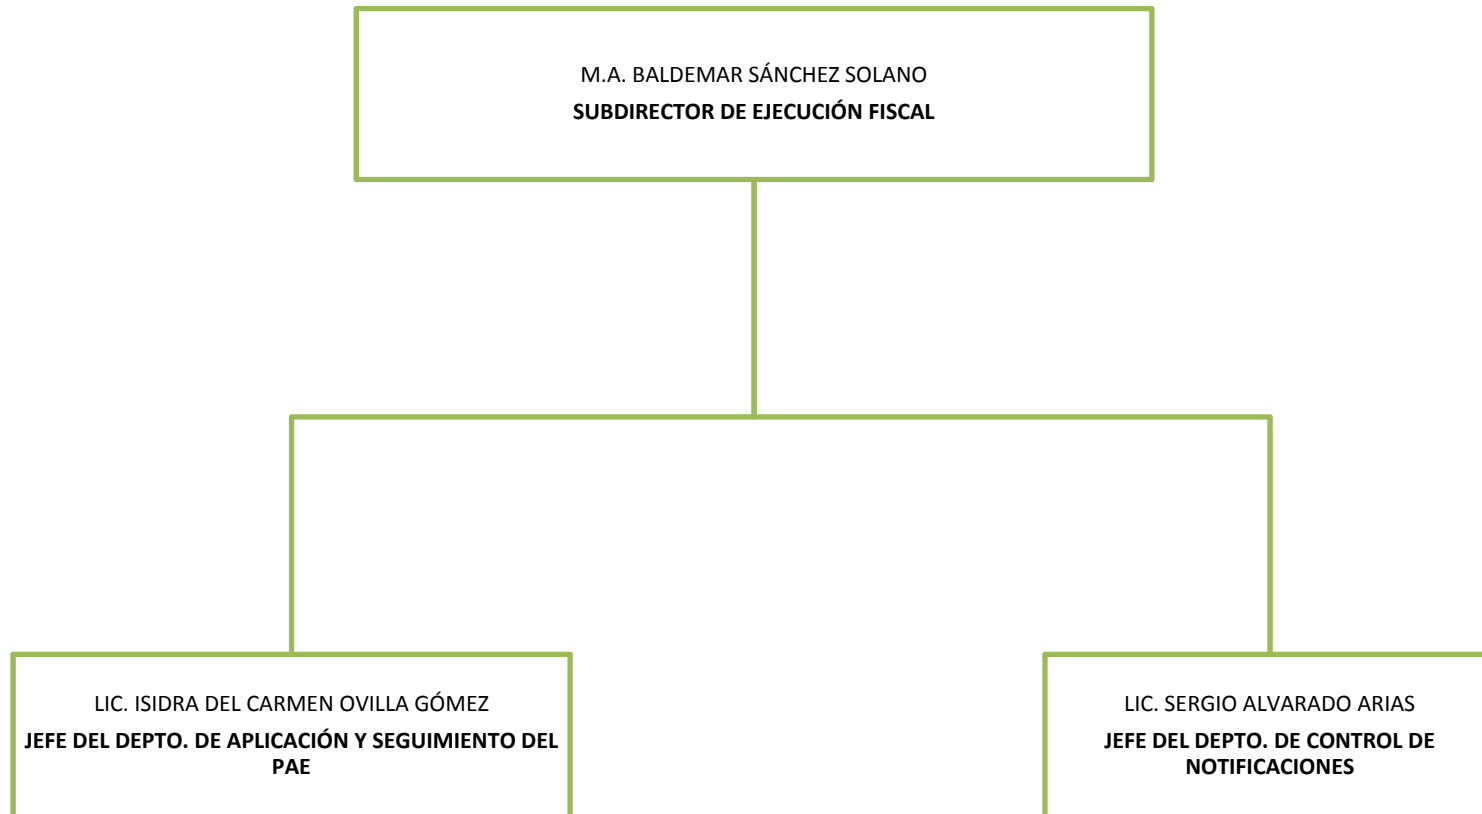 M.A. BALDEMAR SÁNCHEZ SOLANO
SUBDIRECTOR DE EJECUCIÓN FISCAL
LIC. ISIDRA DEL CARMEN OVILLA GÓMEZ
JEFE DEL DEPTO. DE APLICACIÓN Y SEGUIMIENTO DEL
PAE
LIC. SERGIO ALVARADO ARIAS
JEFE DEL DEPTO. DE CONTROL DE
NOTIFICACIONES